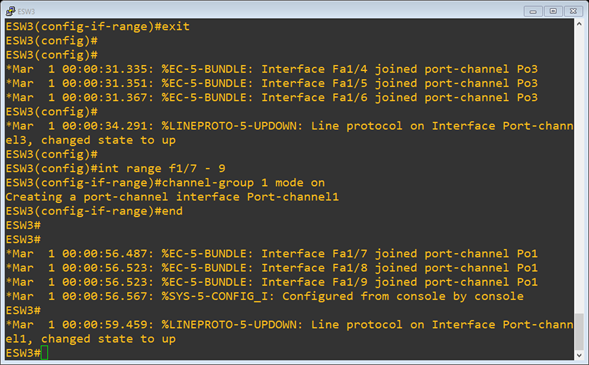 ESW3
ESW3(config-if-range)#exit
ESW3(config)#
ESW3(config)#
*Mar  1 00:00:31.335: %EC-5-BUNDLE: Interface Fa1/4 joined port-channel Po3
*Mar  1 00:00:31.351: %EC-5-BUNDLE: Interface Fa1/5 joined port-channel Po3
*Mar  1 00:00:31.367: %EC-5-BUNDLE: Interface Fa1/6 joined port-channel Po3
ESW3(config)#
*Mar  1 00:00:34.291: %LINEPROTO-5-UPDOWN: Line protocol on Interface Port-chann
el3, changed state to up
ESW3(config)#
ESW3(config)#int range f1/7 - 9
ESW3(config-if-range)#channel-group 1 mode on
Creating a port-channel interface Port-channel1
ESW3(config-if-range)#end
ESW3#
ESW3#
*Mar  1 00:00:56.487: %EC-5-BUNDLE: Interface Fa1/7 joined port-channel Po1
*Mar  1 00:00:56.523: %EC-5-BUNDLE: Interface Fa1/8 joined port-channel Po1
*Mar  1 00:00:56.523: %EC-5-BUNDLE: Interface Fa1/9 joined port-channel Po1
*Mar  1 00:00:56.567: %SYS-5-CONFIG_I: Configured from console by console
ESW3#
*Mar  1 00:00:59.459: %LINEPROTO-5-UPDOWN: Line protocol on Interface Port-chann
el1, changed state to up
ESW3#